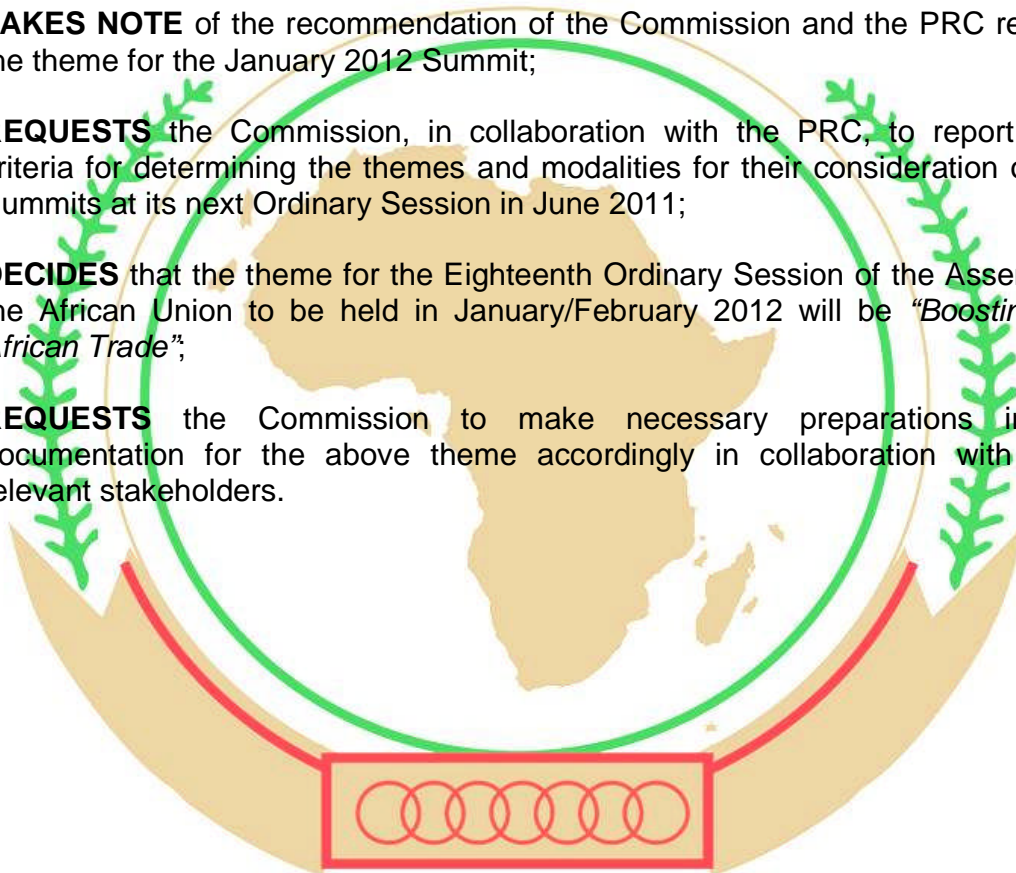 AKES NOTE of the recommendation of the Commission and the PRC re
he theme for the January 2012 Summit;
EQUESTS the Commission, in collaboration with the PRC, to report
riteria for determining the themes and modalities for their consideration
ummits at its next Ordinary Session in June 2011;
ECIDES that the theme for the Eighteenth Ordinary Session of the Asse
he African Union to be held in January/February 2012 will be “Boostin
African Trade”;
EQUESTS the Commission to make necessary preparations in
ocumentation for the above theme accordingly in collaboration with
elevant stakeholders.